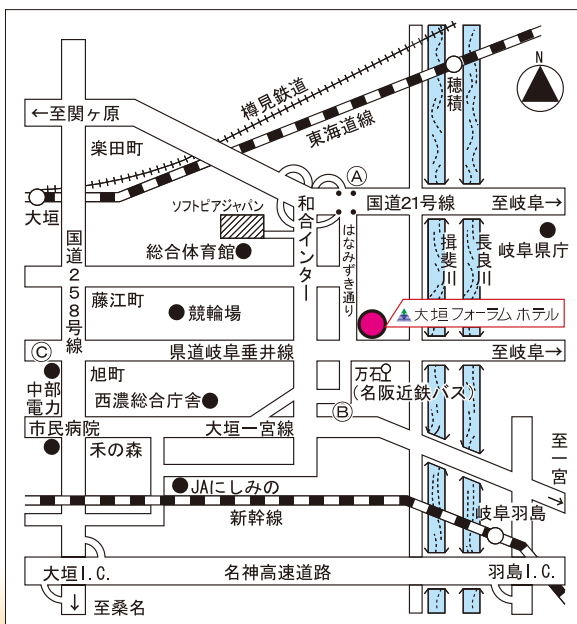 N
樽見鉄道
東海道線
穂積
←至関ヶ原
楽田町
大垣
A
ソフトピアジャパン
和合インター
国道21号線
至岐阜→
はなみずき通り
総合体育館
国道258号線
揖斐川
長良川
岐阜県庁
藤江町
競輪場
大垣フォーラム ホテル
C
県道岐阜垂井線
至岐阜→
中部
電力
旭町
西濃総合庁舎
万石
(名阪近鉄バス)
B
市民病院
大垣一宮線
至一宮→
禾の森
JAにしみの
新幹線
岐阜羽島
大垣I.C.
名神高速道路
羽島I.C.
↓
至桑名